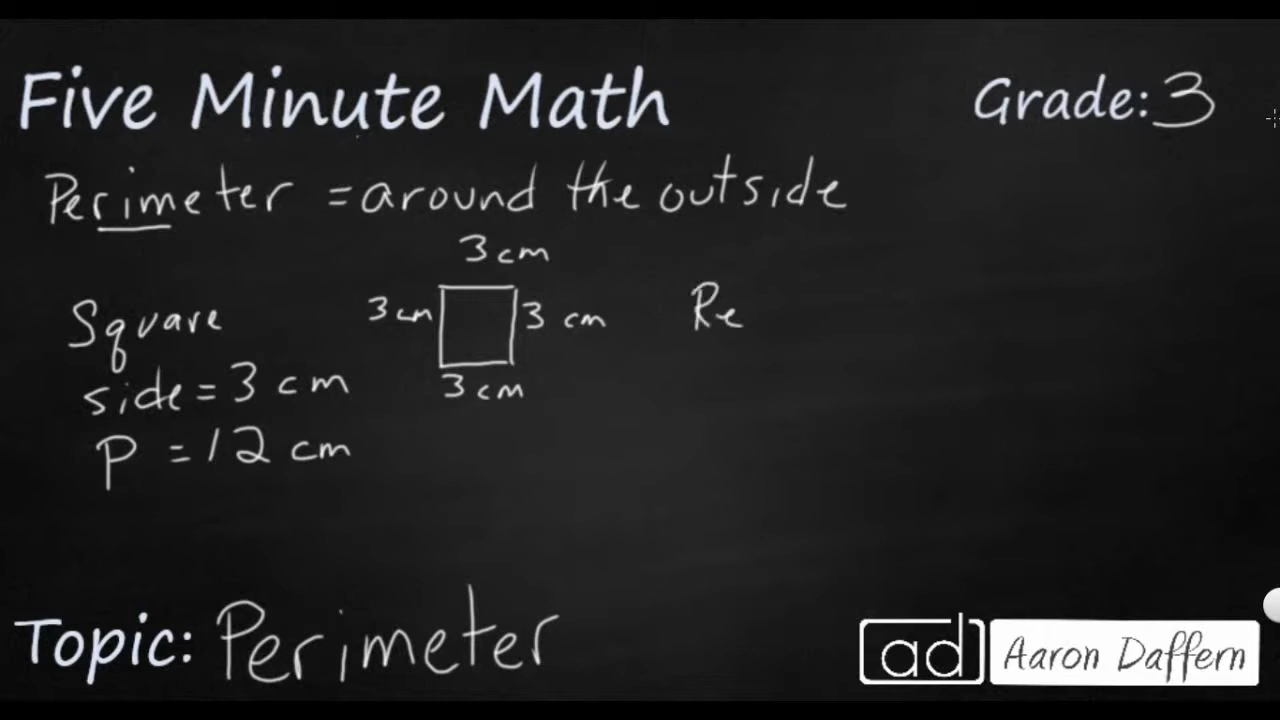 Five Minute Math
Grade: 3
Perimeter = around the outside
3 cm
Square
3 cm
3 cm
Re
side = 3 cm
3 cm
P = 12 cm
Topic: Perimeter
ad Aaron Daffern